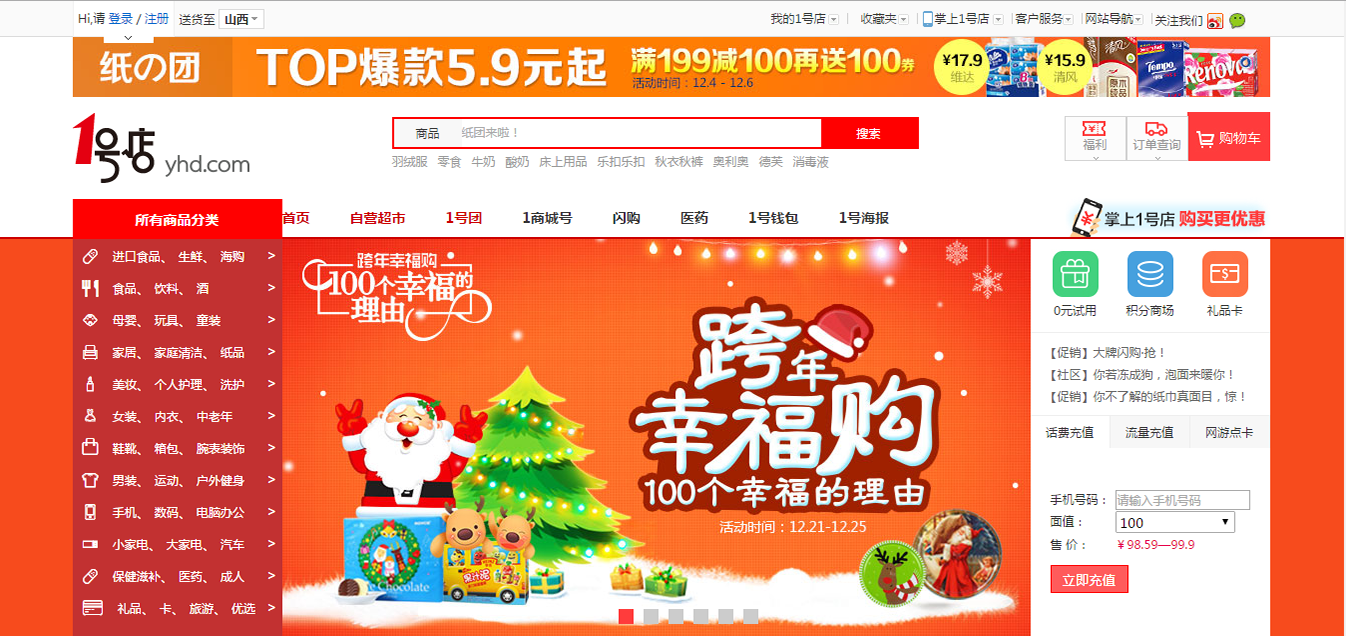 Hi,请 登录 / 注册 送货至 山西 我的1号店 收藏夹 掌上1号店 客户服务 网站导航 关注我们
纸の团 TOP爆款5.9元起 满199减100再送100券
活动时间：12.4 - 12.6
¥17.9 维达
¥15.9 清风
清风 原木纯品 Tempo Renova
1号店 yhd.com
商品 纸团来啦！ 搜索
羽绒服 零食 牛奶 酸奶 床上用品 乐扣乐扣 秋衣秋裤 奥利奥 德芙 消毒液
福利 订单查询 购物车
所有商品分类 首页 自营超市 1号团 1商城号 闪购 医药 1号钱包 1号海报 掌上1号店 购买更优惠
进口食品、 生鲜、 海购 >
食品、 饮料、 酒 >
母婴、 玩具、 童装 >
家居、 家庭清洁、 纸品 >
美妆、 个人护理、 洗护 >
女装、 内衣、 中老年 >
鞋靴、 箱包、 腕表装饰 >
男装、 运动、 户外健身 >
手机、 数码、 电脑办公 >
小家电、 大家电、 汽车 >
保健滋补、 医药、 成人 >
礼品、 卡、 旅游、 优选 >
跨年幸福购
100个幸福的
理由
跨年
幸福购
100个幸福的理由
活动时间：12.21-12.25
果汁泥
Chocolate
0元试用 积分商场 礼品卡
【促销】大牌闪购·抢！
【社区】你若冻成狗，泡面来暖你！
【促销】你不了解的纸巾真面目，惊！
话费充值 流量充值 网游点卡
手机号码： 请输入手机号码
面值： 100
售 价： ￥98.59—99.9
立即充值